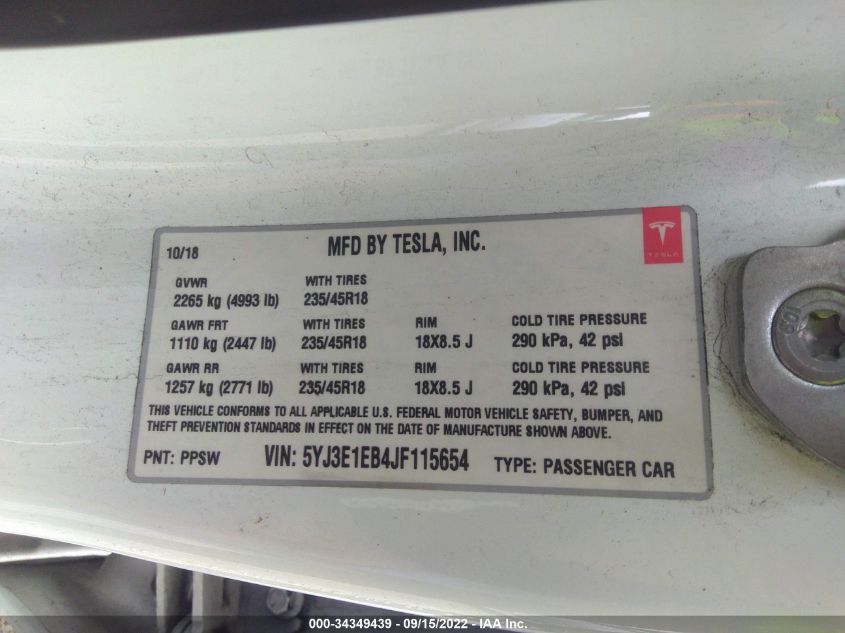 10/18 MFD BY TESLA, INC.
TESLA
GVWR WITH TIRES
2265 kg (4993 lb) 235/45R18
GAWR FRT WITH TIRES RIM COLD TIRE PRESSURE
1110 kg (2447 lb) 235/45R18 18X8.5 J 290 kPa, 42 psi
GAWR RR WITH TIRES RIM COLD TIRE PRESSURE
1257 kg (2771 lb) 235/45R18 18X8.5 J 290 kPa, 42 psi
THIS VEHICLE CONFORMS TO ALL APPLICABLE U.S. FEDERAL MOTOR VEHICLE SAFETY, BUMPER, AND
THEFT PREVENTION STANDARDS IN EFFECT ON THE DATE OF MANUFACTURE SHOWN ABOVE.
PNT: PPSW VIN: 5YJ3E1EB4JF115654 TYPE: PASSENGER CAR
000-34349439 - 09/15/2022 - IAA Inc.